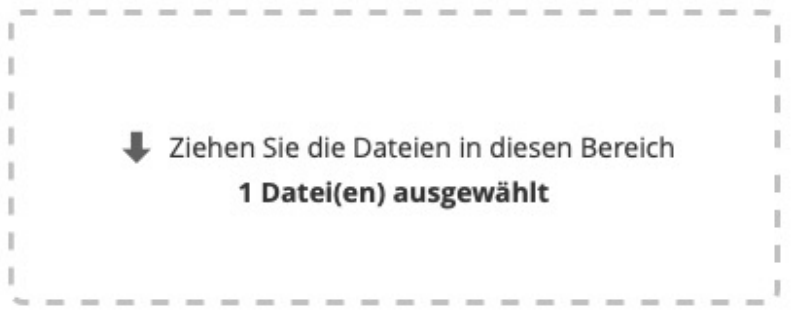 Ziehen Sie die Dateien in diesen Bereich
1 Datei(en) ausgewählt